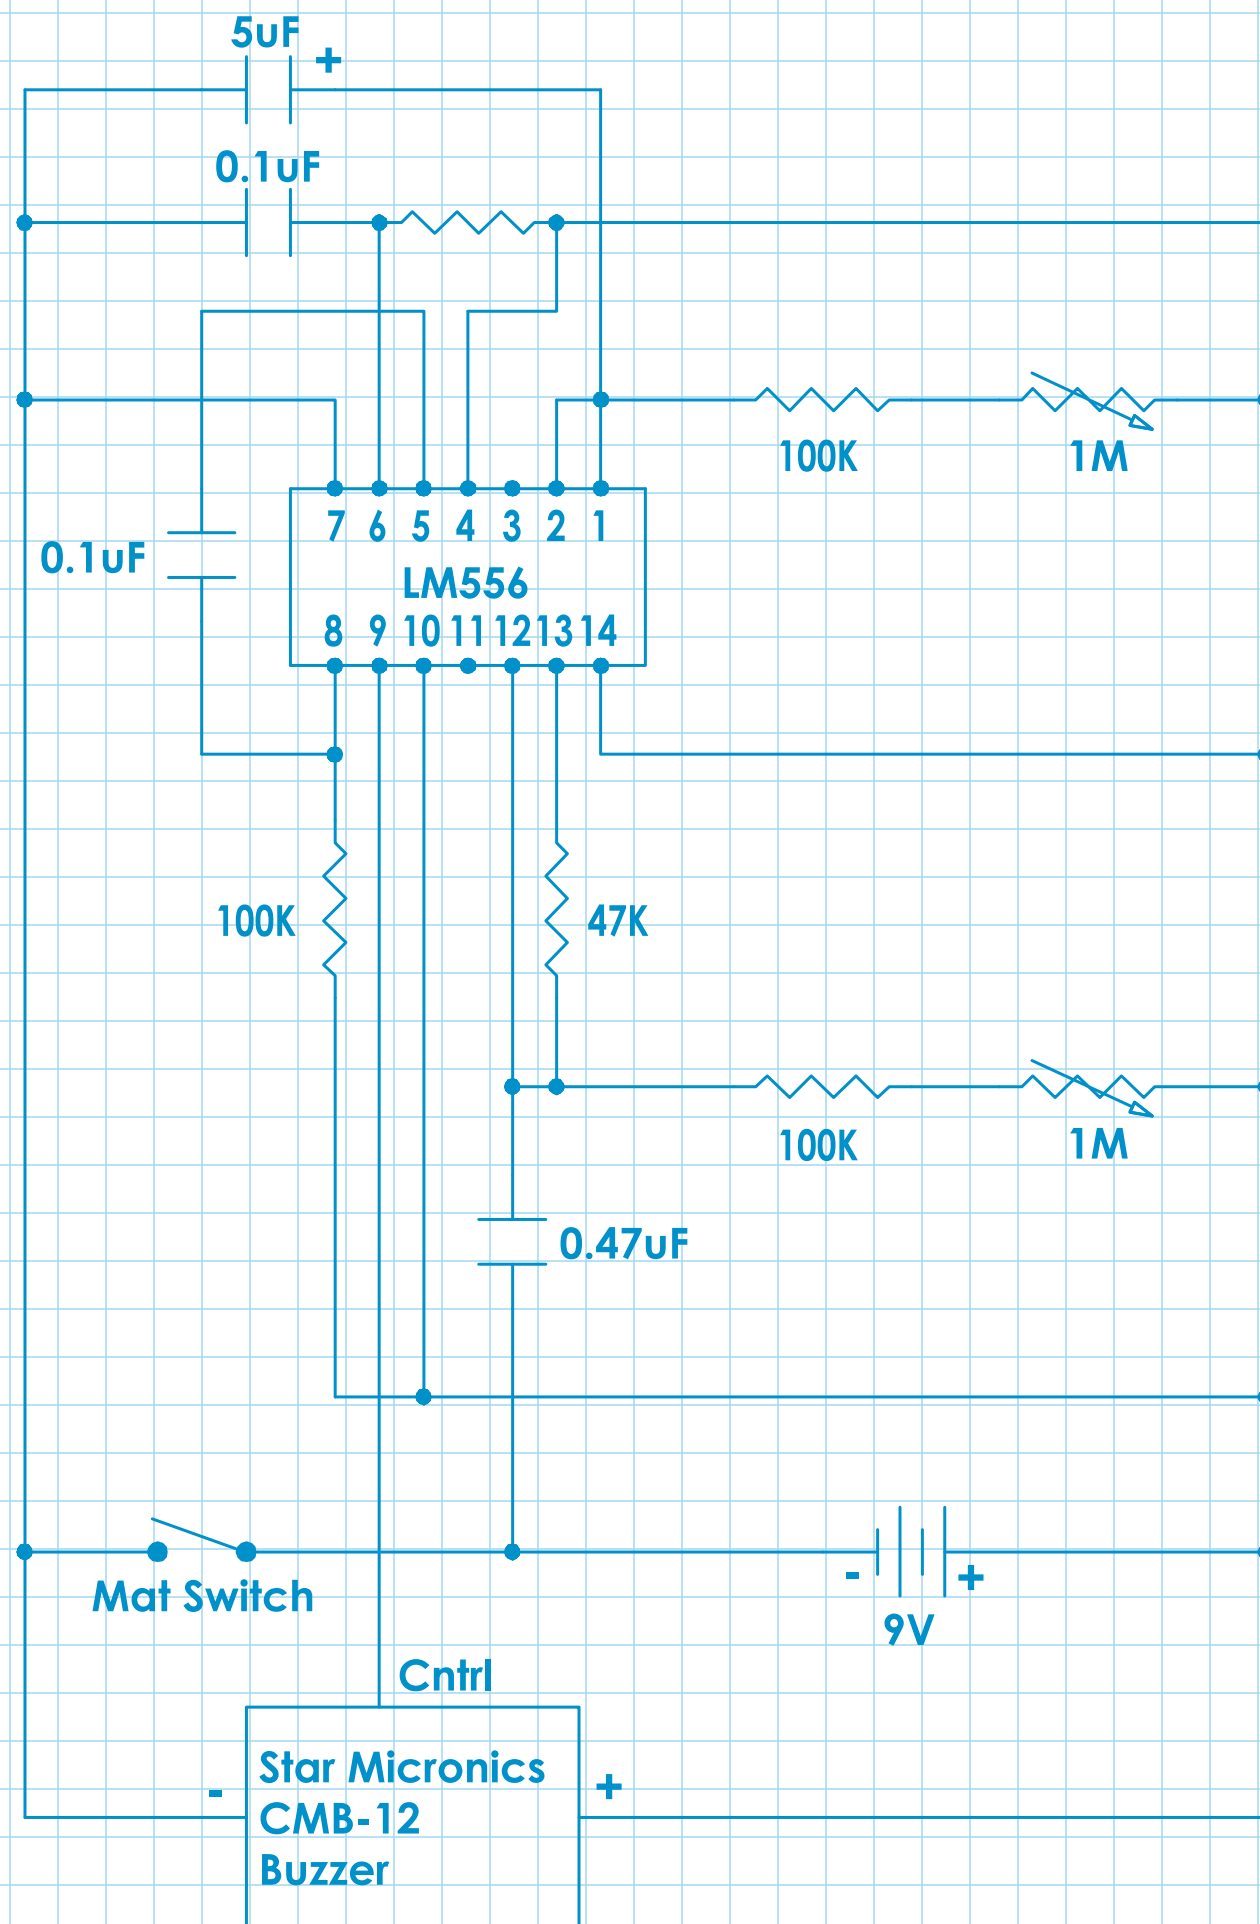 5uF
+
0.1uF
100K
1M
7 6 5 4 3 2 1
0.1uF
LM556
8 9 10 11 12 13 14
100K
47K
100K
1M
0.47uF
- +
Mat Switch
9V
Cntrl
Star Micronics
- +
CMB-12
Buzzer